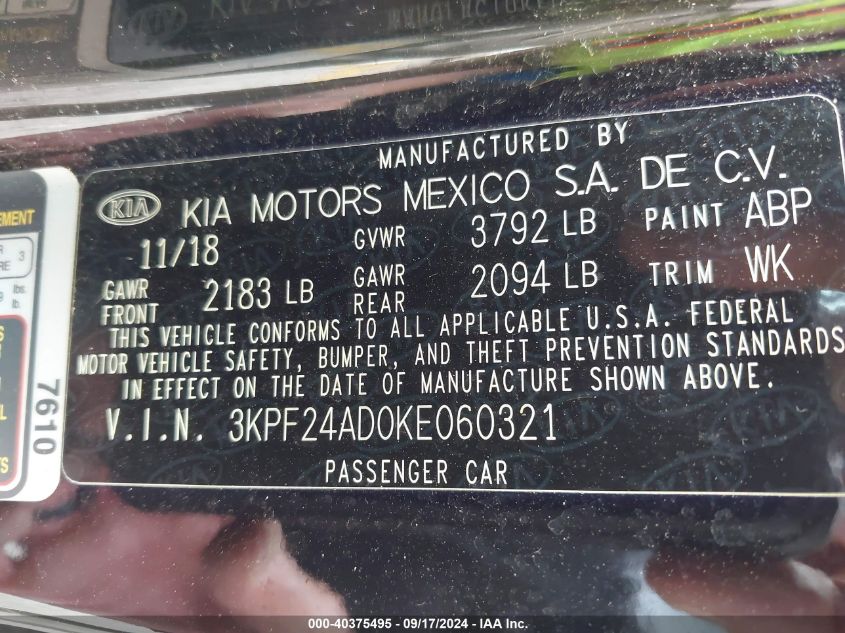 MANUFACTURED BY
KIA KIA MOTORS MEXICO S.A. DE C.V.
11/18 GVWR 3792 LB PAINT ABP
GAWR FRONT 2183 LB GAWR REAR 2094 LB TRIM WK
THIS VEHICLE CONFORMS TO ALL APPLICABLE U.S.A. FEDERAL
MOTOR VEHICLE SAFETY, BUMPER, AND THEFT PREVENTION STANDARDS
IN EFFECT ON THE DATE OF MANUFACTURE SHOWN ABOVE.
V.I.N. 3KPF24AD0KE060321
PASSENGER CAR
7610
000-40375495 - 09/17/2024 - IAA Inc.